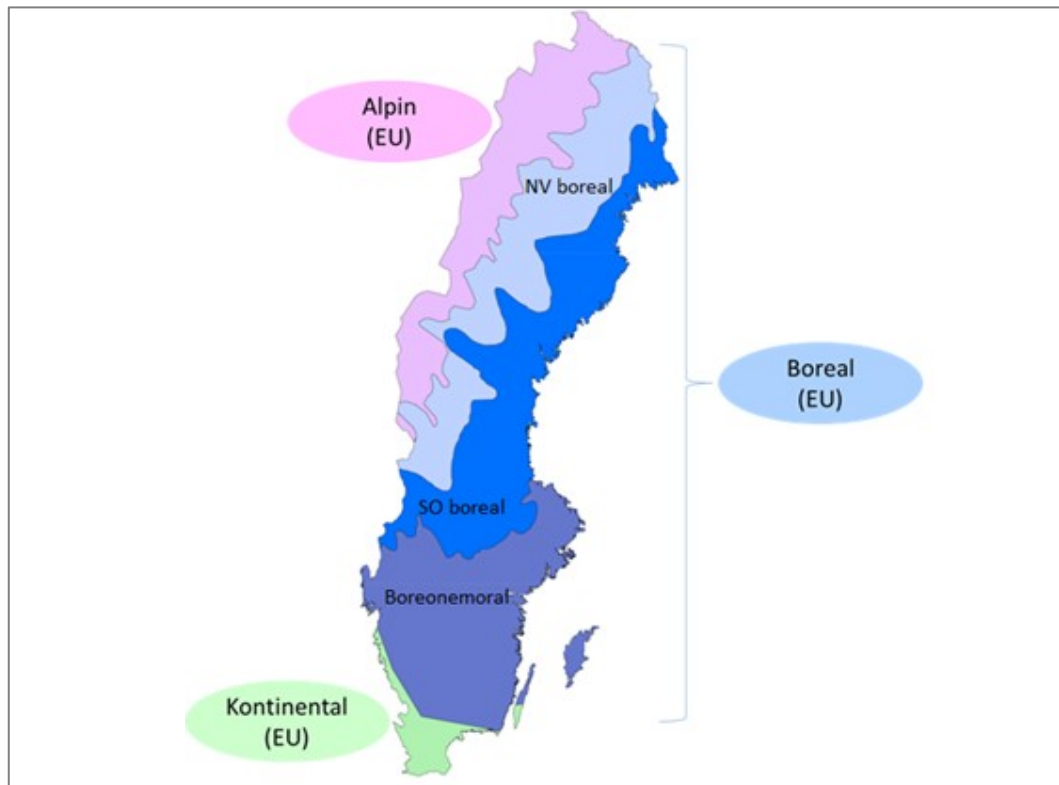 Alpin
(EU)
NV boreal
Boreal
(EU)
SO boreal
Boreonemoral
Kontinental
(EU)